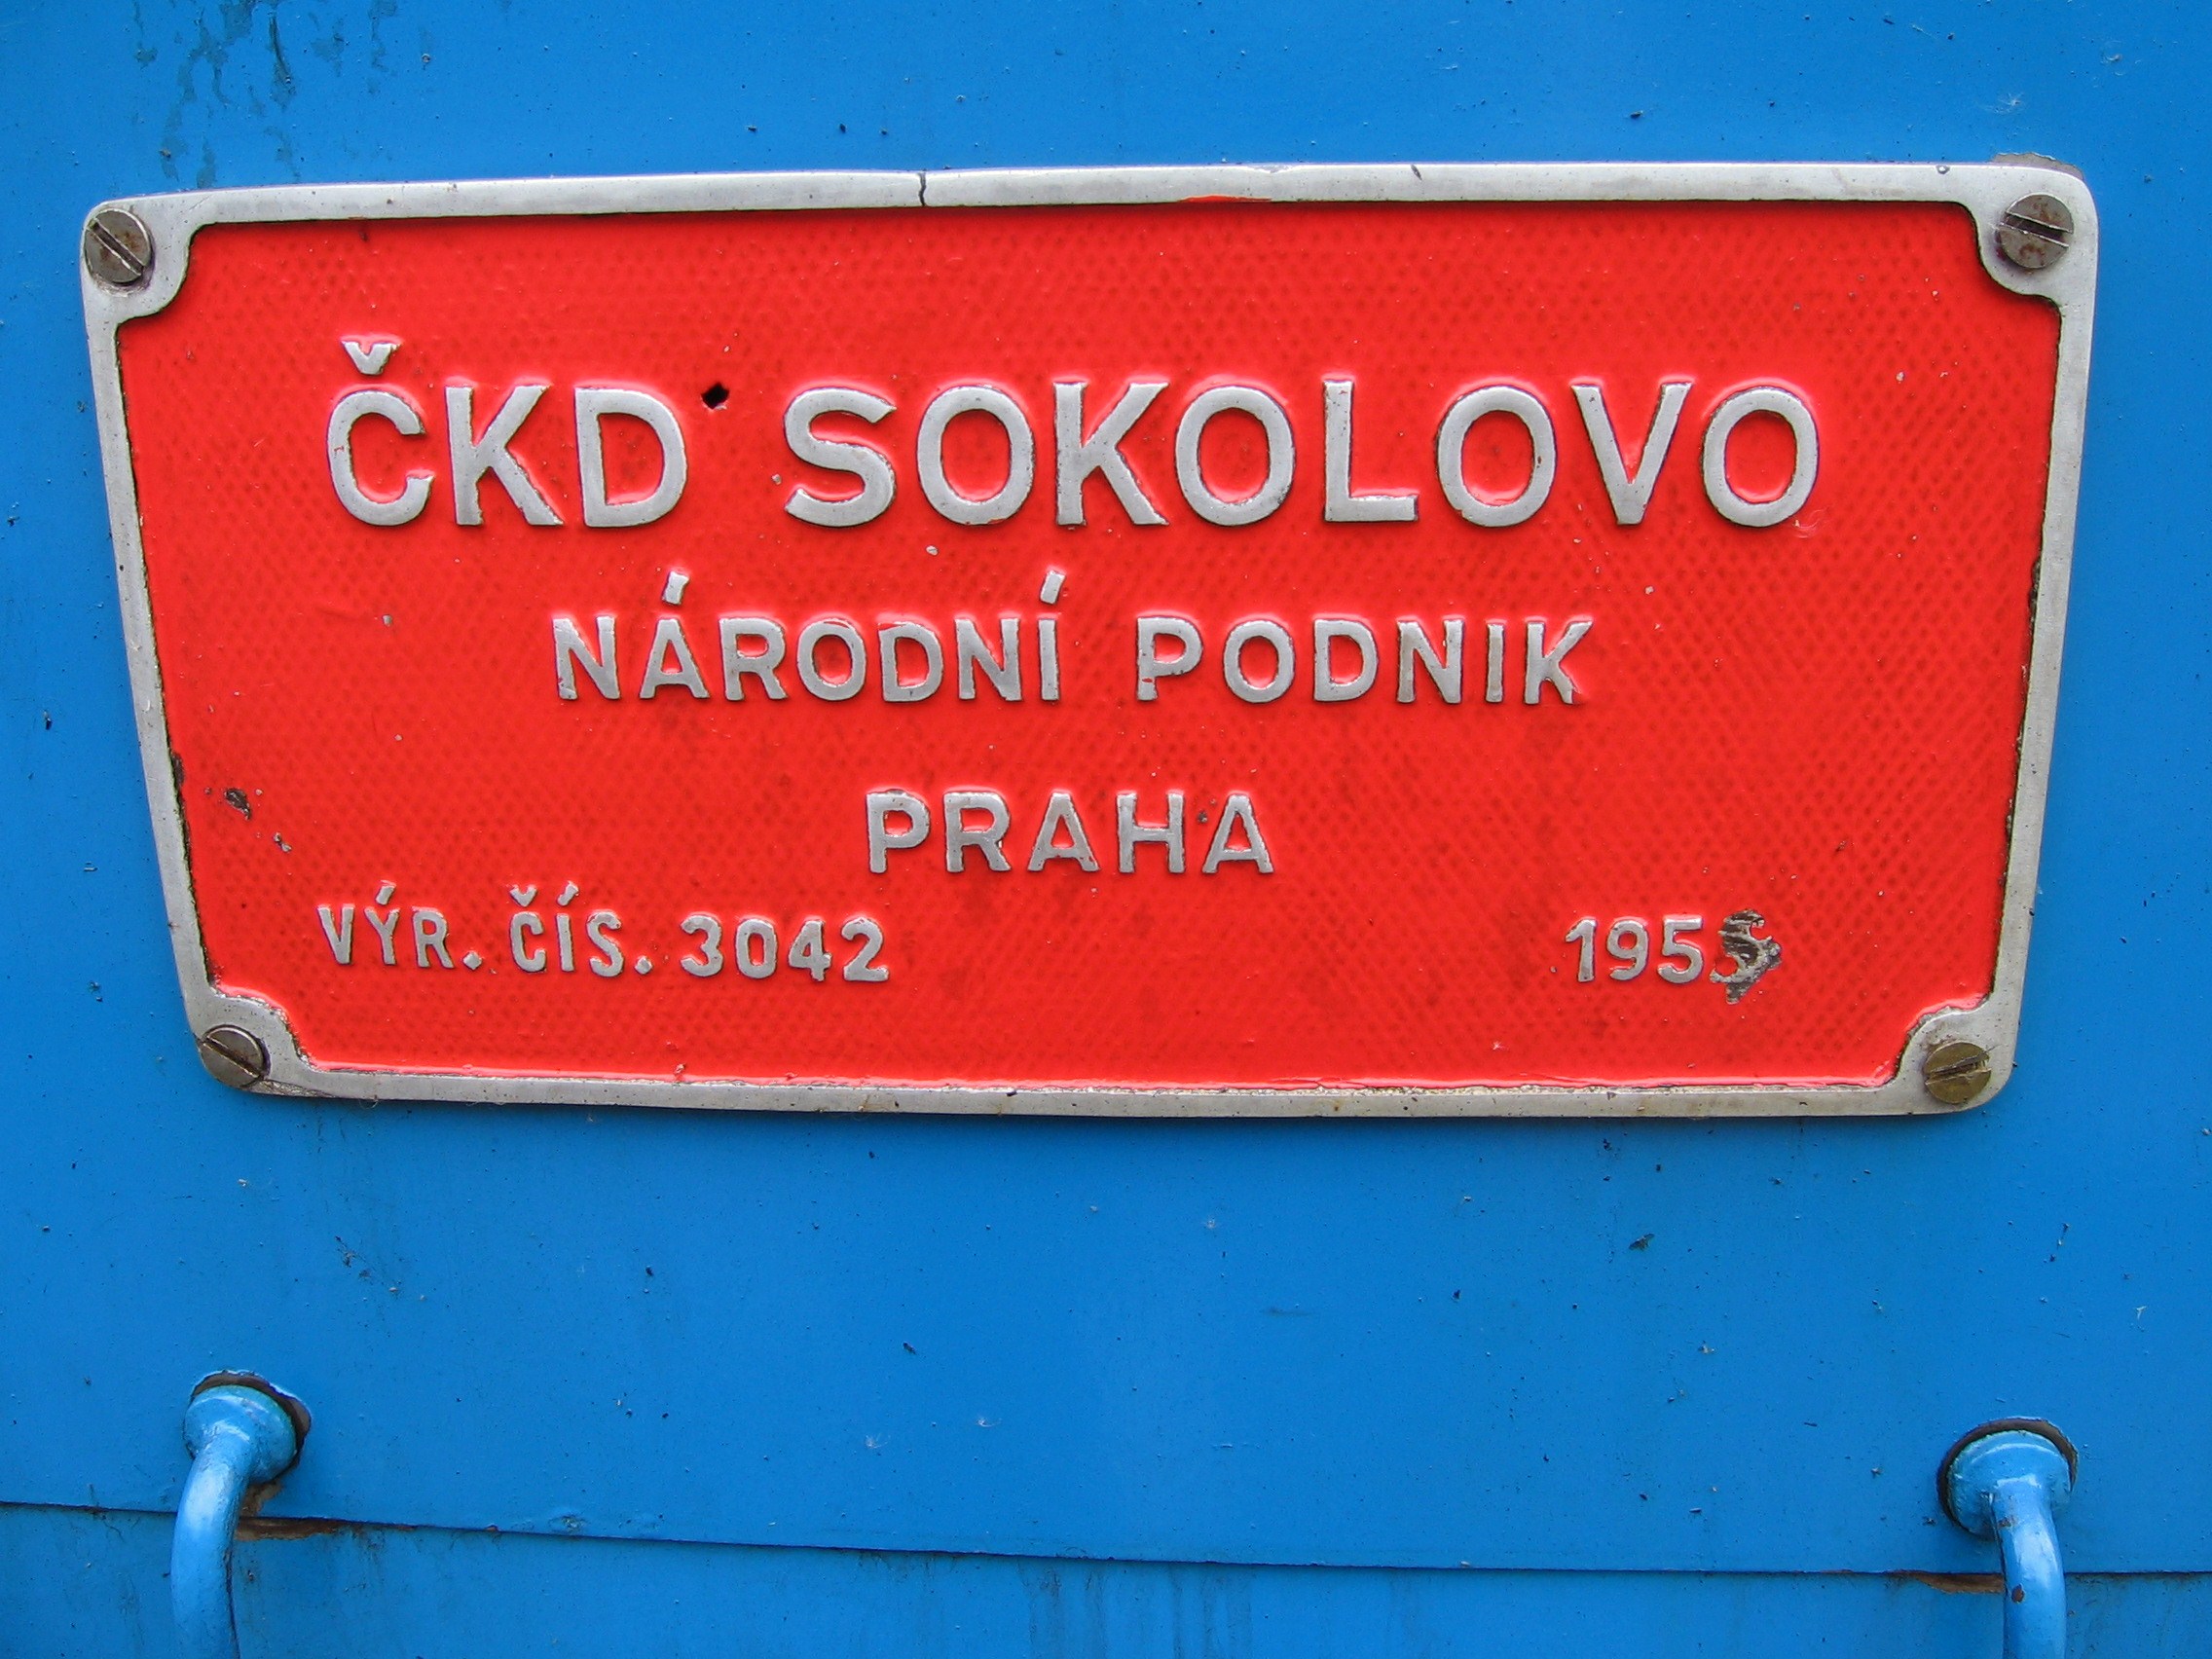 ČKD SOKOLOVO
NÁRODNÍ PODNIK
PRAHA
VÝR. ČÍS. 3042